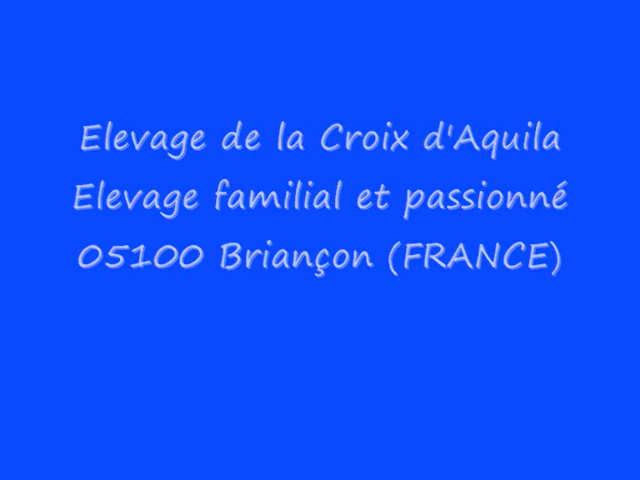 Elevage de la Croix d'Aquila
Elevage familial et passionné
05100 Briançon (FRANCE)